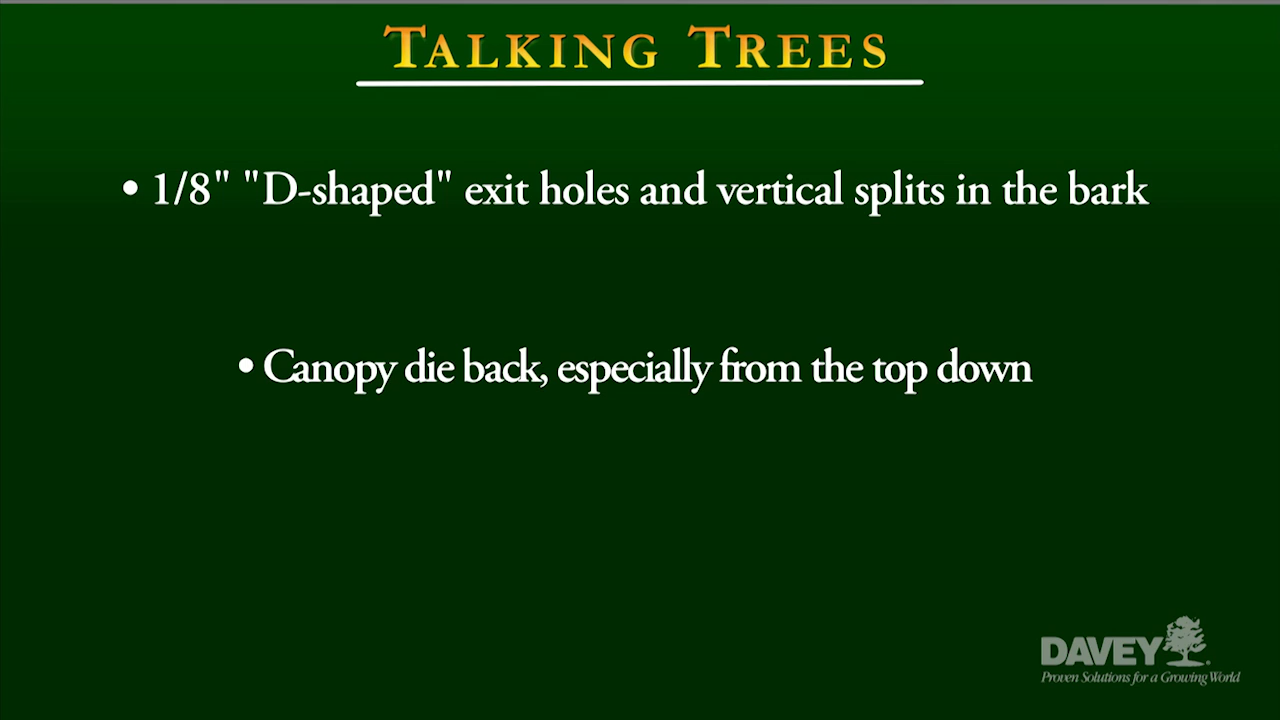 TALKING TREES
• 1/8" "D-shaped" exit holes and vertical splits in the bark
• Canopy die back, especially from the top down
DAVEY
Proven Solutions for a Growing World